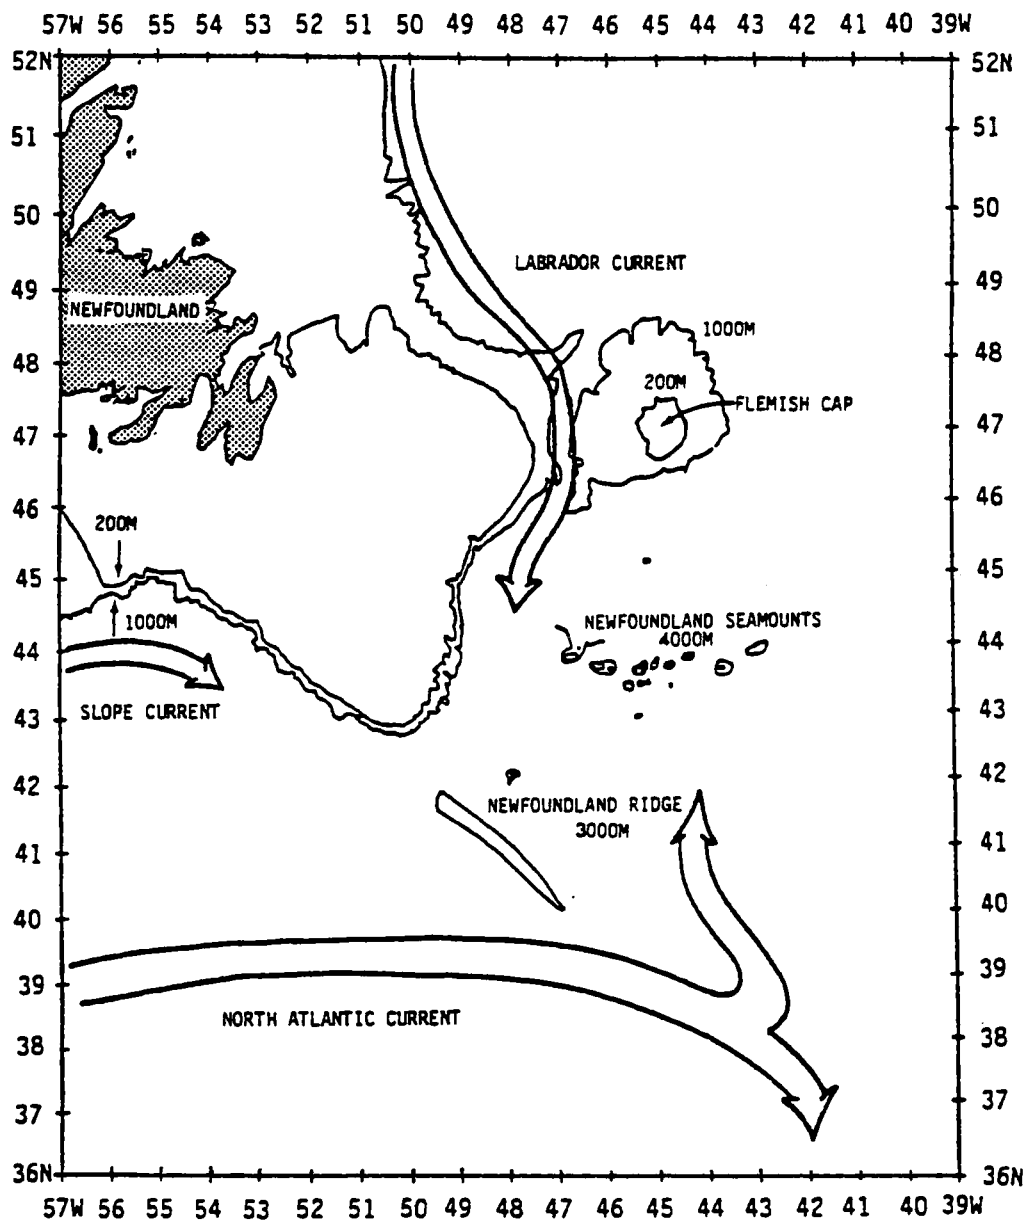 57W 56 55 54 53 52 51 50 49 48 47 46 45 44 43 42 41 40 39W
52N 52N
51 51
50 50
LABRADOR CURRENT
49 49
NEWFOUNDLAND
1000M
48 48
200M
FLEMISH CAP
47 47
46 46
200M
45 45
1000M
NEWFOUNDLAND SEAMOUNTS
4000M
44 44
SLOPE CURRENT
43 43
42 42
NEWFOUNDLAND RIDGE
3000M
41 41
40 40
39 39
NORTH ATLANTIC CURRENT
38 38
37 37
36N 36N
57W 56 55 54 53 52 51 50 49 48 47 46 45 44 43 42 41 40 39W